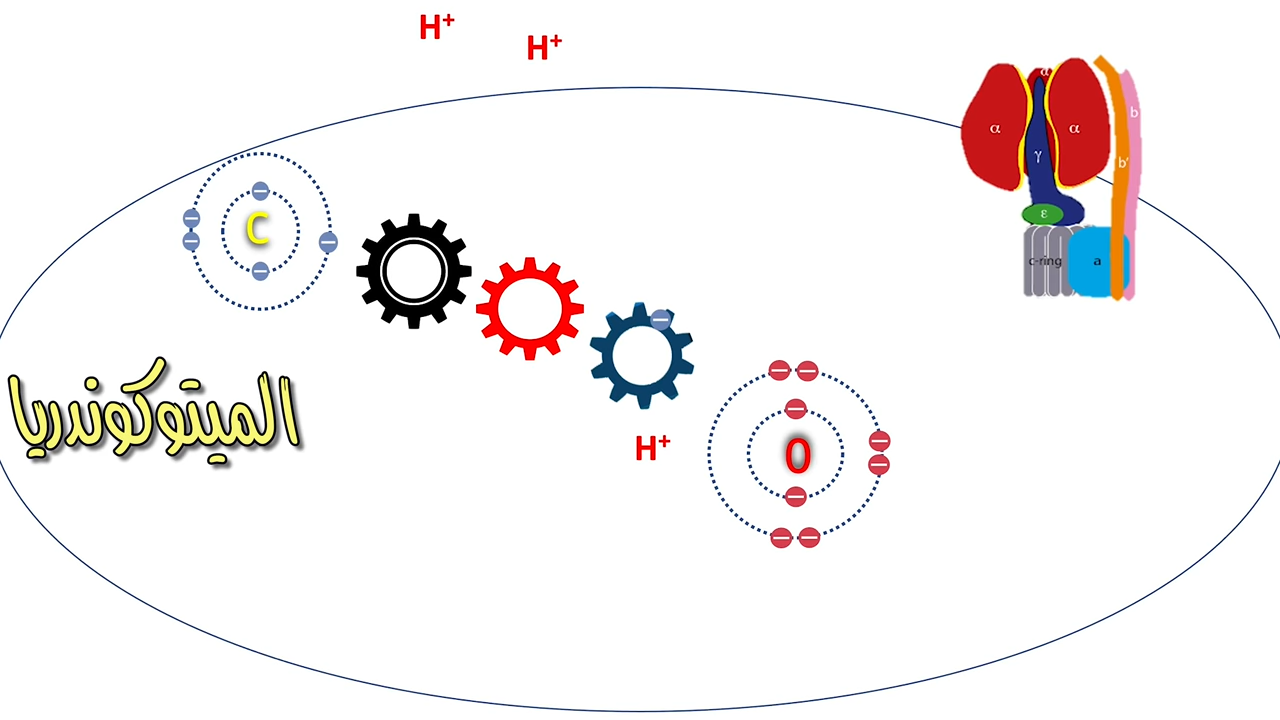 H⁺
H⁺
α
b
α
α
γ
b'
C
ε
c-ring
a
الميتوكوندريا
H⁺
O